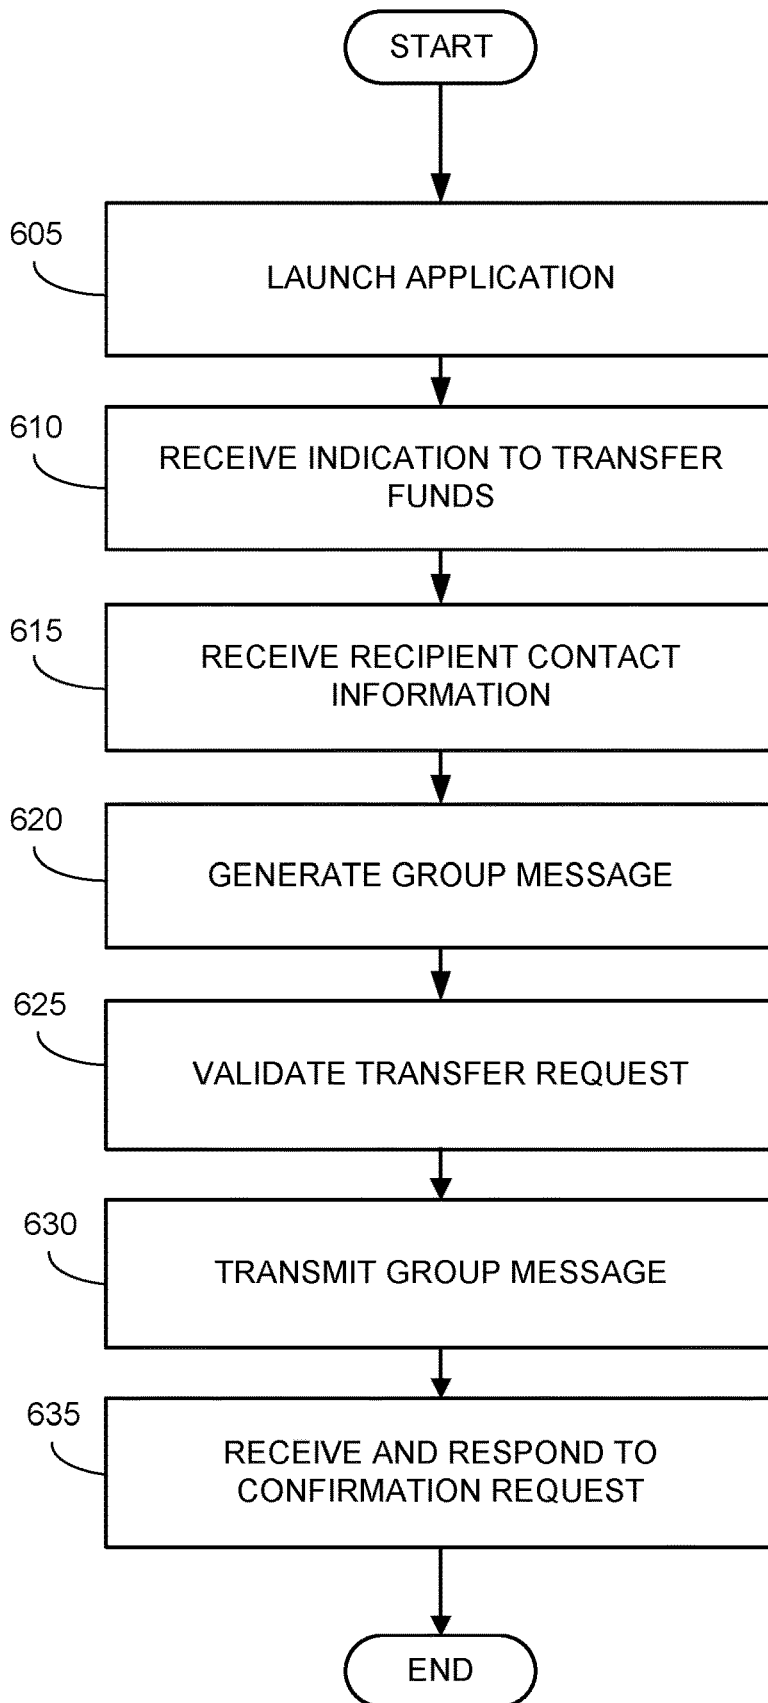 START
605
LAUNCH APPLICATION
610
RECEIVE INDICATION TO TRANSFER
FUNDS
615
RECEIVE RECIPIENT CONTACT
INFORMATION
620
GENERATE GROUP MESSAGE
625
VALIDATE TRANSFER REQUEST
630
TRANSMIT GROUP MESSAGE
635
RECEIVE AND RESPOND TO
CONFIRMATION REQUEST
END